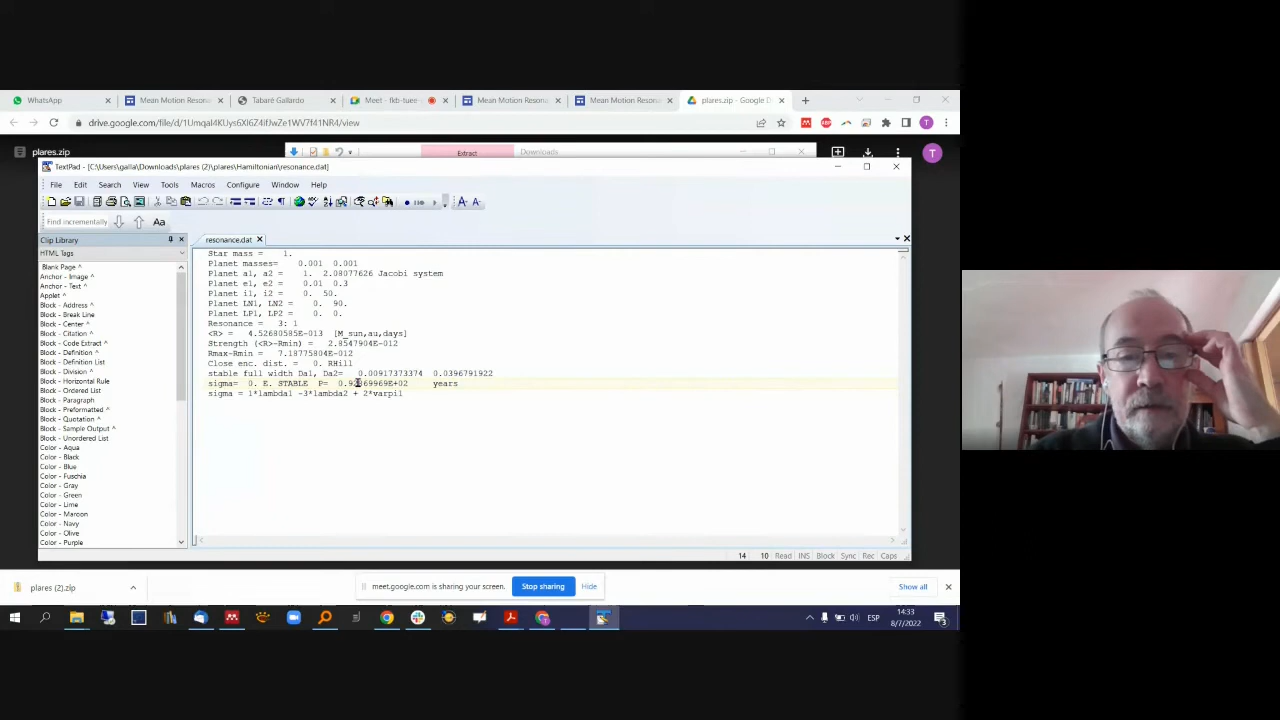 WhatsApp
Mean Motion Resona
Tabaré Gallardo
Meet - fkb-tuee
Mean Motion Resona
Mean Motion Resona
plares.zip - Google D
drive.google.com/file/d/1Umqal4KUys6Xl6Z4ifJwZe1WV7f41NR4/view
plares.zip
Extract
Downloads
T
T
TextPad - [C:\Users\galla\Downloads\plares (2)\plares\Hamiltonian\resonance.dat]
File Edit Search View Tools Macros Configure Window Help
Find incrementally
Aa
Clip Library
resonance.dat
HTML Tags
Star mass = 1.
Planet masses= 0.001 0.001
Planet a1, a2 = 1. 2.08077626 Jacobi system
Planet e1, e2 = 0.01 0.3
Planet i1, i2 = 0. 50.
Planet LN1, LN2 = 0. 90.
Planet LP1, LP2 = 0. 0.
Resonance = 3: 1
<R> = 4.52680585E-013 [M_sun,au,days]
Strength (<R>-Rmin) = 2.8547904E-012
Rmax-Rmin = 7.18775804E-012
Close enc. dist. = 0. RHill
stable full width Da1, Da2= 0.00917373374 0.0396791922
sigma= 0. E. STABLE P= years
sigma = 1*lambda1 -3*lambda2 + 2*varpi1
Blank Page ^
Anchor - Image ^
Anchor - Text ^
Applet ^
Block - Address ^
Block - Break Line
Block - Center ^
Block - Citation ^
Block - Code Extract ^
Block - Definition ^
Block - Definition List
Block - Division ^
Block - Horizontal Rule
Block - Ordered List
Block - Paragraph
Block - Preformatted ^
Block - Quotation ^
Block - Sample Output ^
Block - Unordered List
Color - Aqua
Color - Black
Color - Blue
Color - Fuschia
Color - Gray
Color - Green
Color - Lime
Color - Maroon
Color - Navy
Color - Olive
Color - Purple
14 10 Read INS Block Sync Rec Caps
plares (2).zip
meet.google.com is sharing your screen.
Stop sharing
Hide
Show all
ESP
14:33
8/7/2022
3